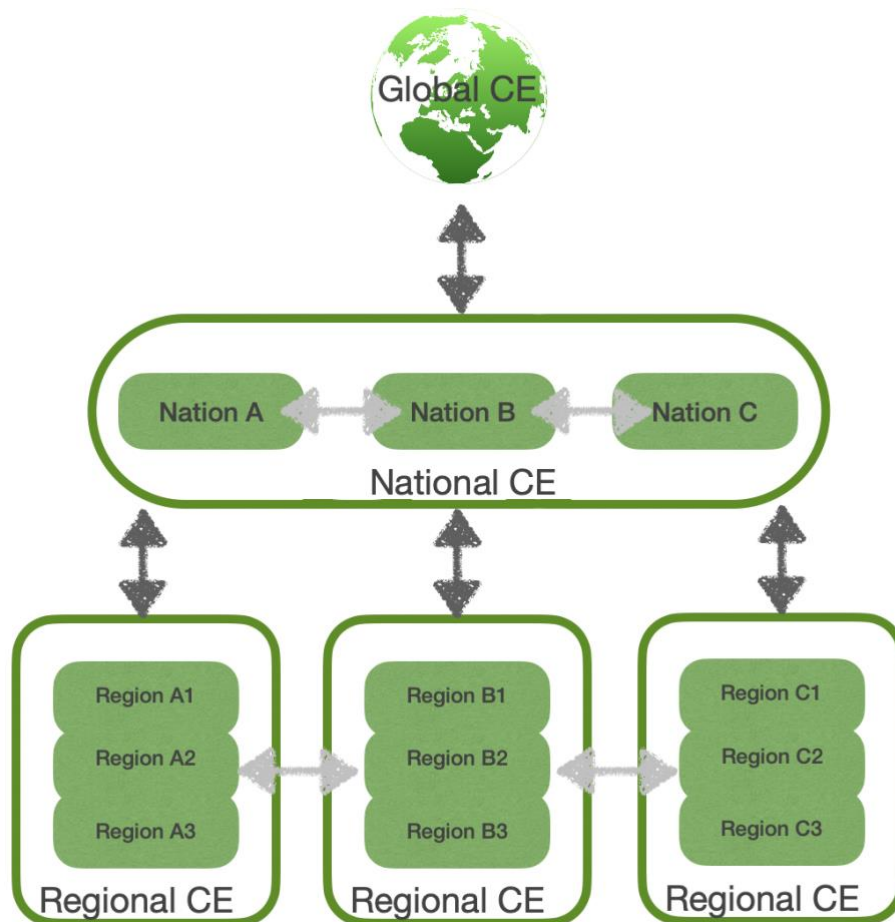 Global CE
Nation A
Nation B
Nation C
National CE
Region A1
Region A2
Region A3
Regional CE
Region B1
Region B2
Region B3
Regional CE
Region C1
Region C2
Region C3
Regional CE